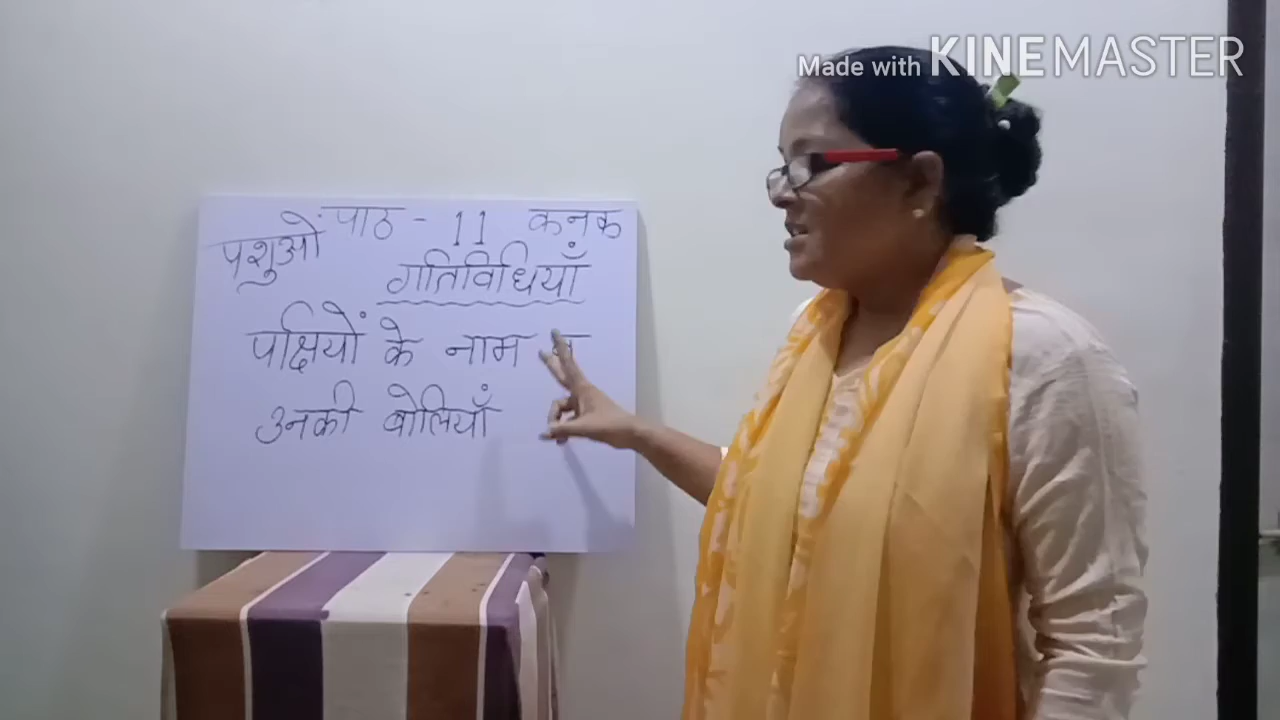 Made with KINEMASTER
पाठ - 11 कनक
पशुओं
गतिविधियाँ
पक्षियों के नाम
उनकी बोलियाँ